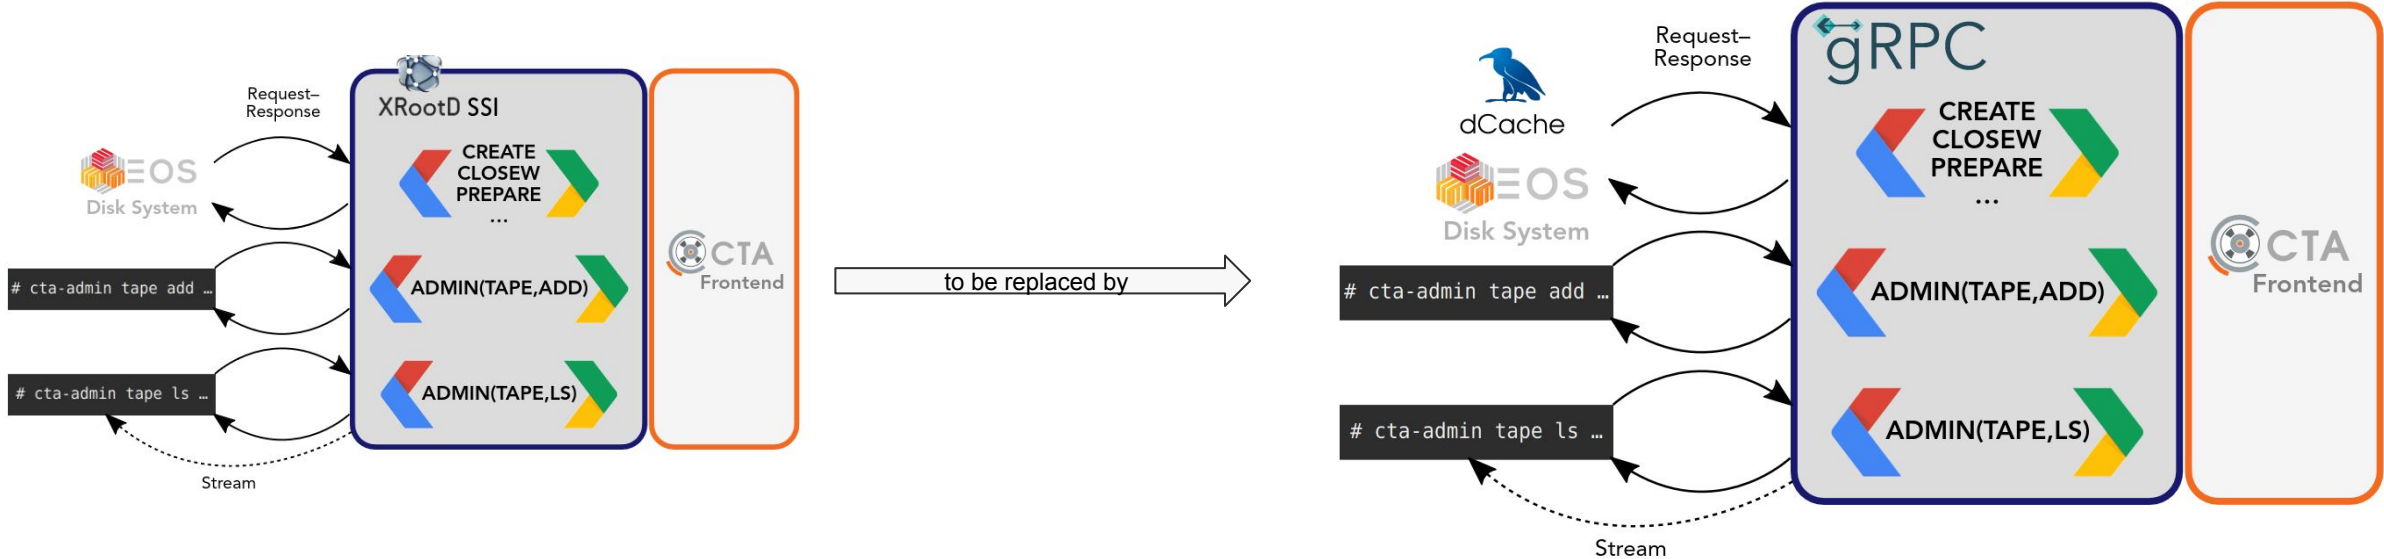 Request–
Response
EOS
Disk System
# cta-admin tape add …
# cta-admin tape ls …
Stream
XRootD SSI
CREATE
CLOSEW
PREPARE
...
ADMIN(TAPE,ADD)
ADMIN(TAPE,LS)
CTA
Frontend
to be replaced by
Request–
Response
dCache
EOS
Disk System
# cta-admin tape add …
# cta-admin tape ls …
Stream
gRPC
CREATE
CLOSEW
PREPARE
...
ADMIN(TAPE,ADD)
ADMIN(TAPE,LS)
CTA
Frontend